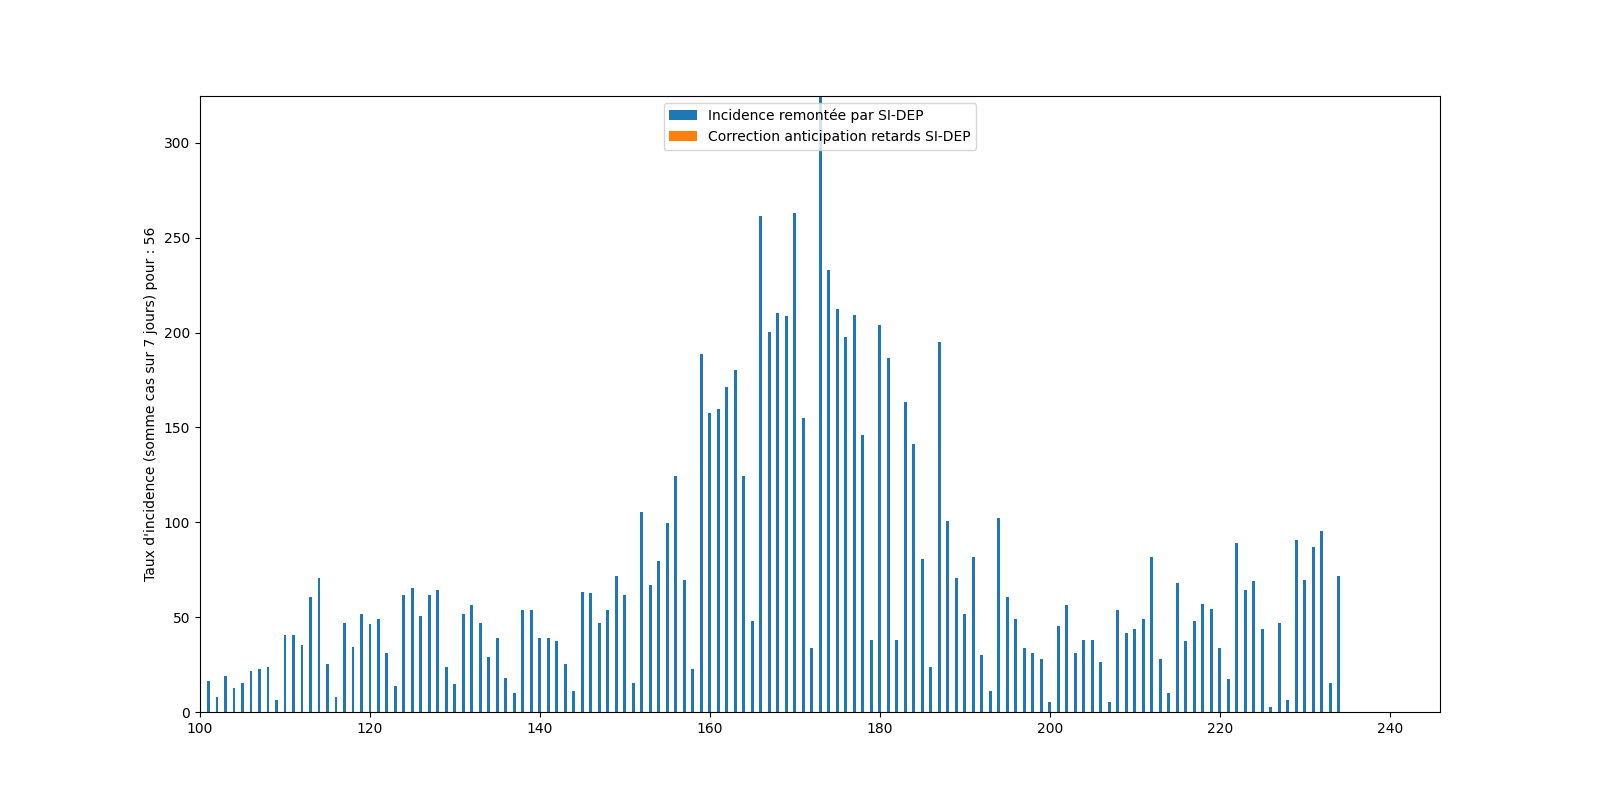 Incidence remontée par SI-DEP
Correction anticipation retards SI-DEP
Taux d'incidence (somme cas sur 7 jours) pour : 56
300
250
200
150
100
50
0
100 120 140 160 180 200 220 240